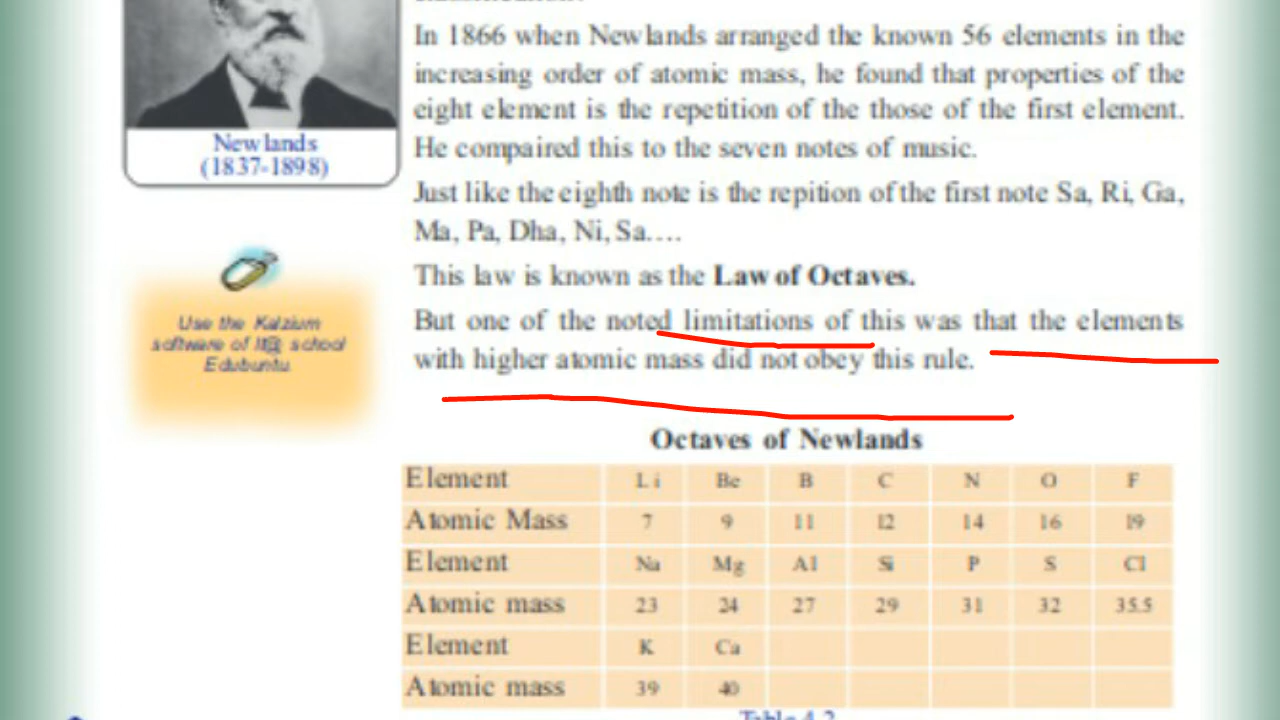 In 1866 when Newlands arranged the known 56 elements in the
increasing order of atomic mass, he found that properties of the
eight element is the repetition of the those of the first element.
He compaired this to the seven notes of music.
Newlands
(1837-1898)
Just like the eighth note is the repition of the first note Sa, Ri, Ga,
Ma, Pa, Dha, Ni, Sa....
This law is known as the Law of Octaves.
But one of the noted limitations of this was that the elements
with higher atomic mass did not obey this rule.
Use the Kalzium
software of It@ school
Edubuntu
Octaves of Newlands
Element Li Be B C N O F
Atomic Mass 7 9 11 12 14 16 19
Element Na Mg Al Si P S Cl
Atomic mass 23 24 27 29 31 32 35.5
Element K Ca
Atomic mass 39 40
Table 4.2